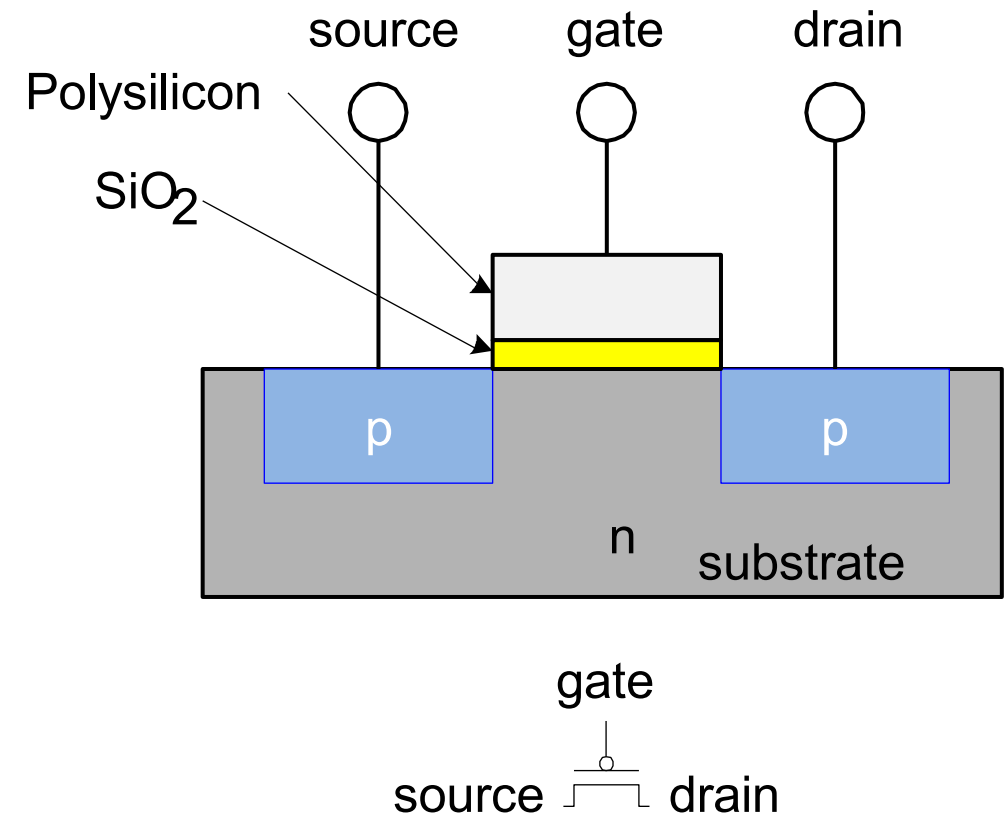 source gate drain
Polysilicon
SiO2
p p
n
substrate
gate
source drain